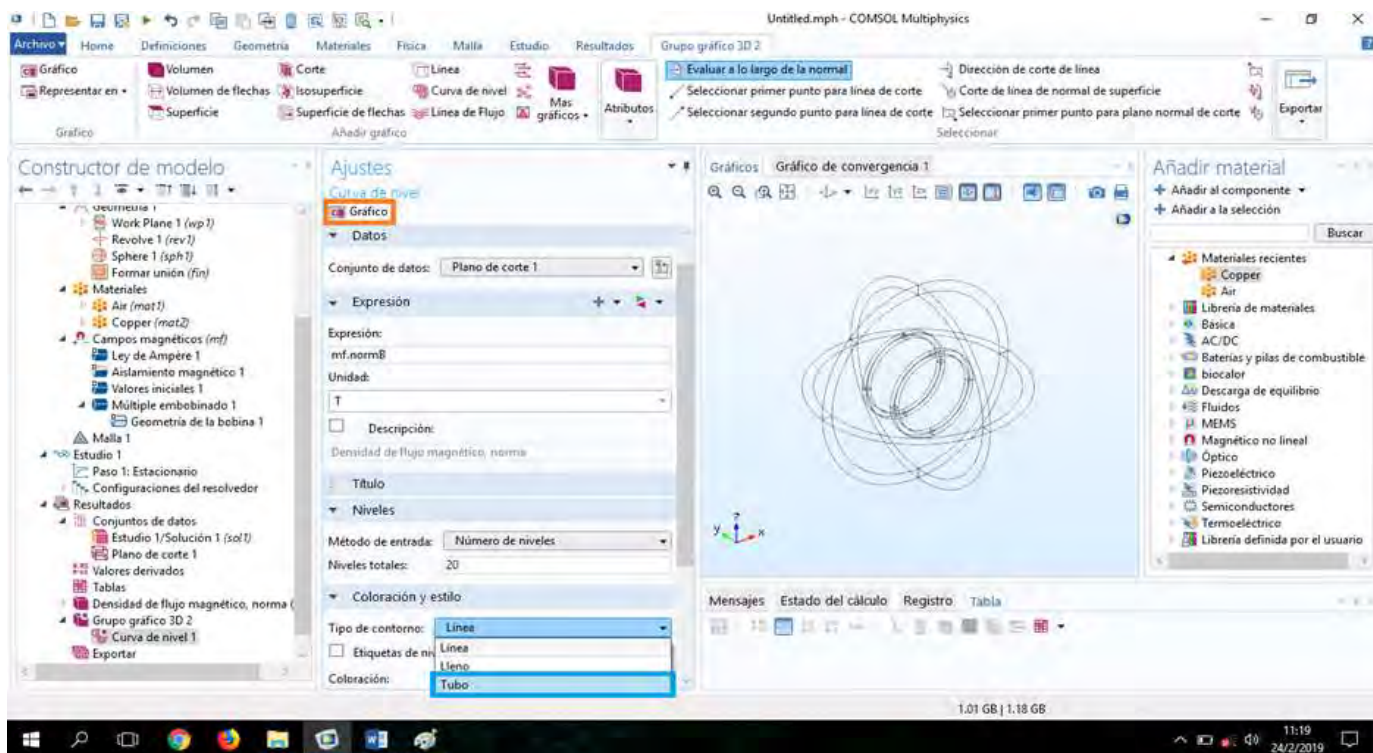 Untitled.mph - COMSOL Multiphysics
Archivo Home Definiciones Geometría Materiales Física Malla Estudio Resultados Grupo gráfico 3D 2
Gráfico
Representar en
Gráfico
Volumen
Volumen de flechas
Superficie
Corte
Isosuperficie
Superficie de flechas
Línea
Curva de nivel
Línea de Flujo
Mas gráficos
Añadir gráfico
Atributos
Evaluar a lo largo de la normal
Seleccionar primer punto para línea de corte
Seleccionar segundo punto para línea de corte
Dirección de corte de línea
Corte de línea de normal de superficie
Seleccionar primer punto para plano normal de corte
Seleccionar
Exportar
Constructor de modelo
Geometría 1
Work Plane 1 (wp1)
Revolve 1 (rev1)
Sphere 1 (sph1)
Formar unión (fin)
Materiales
Air (mat1)
Copper (mat2)
Campos magnéticos (mf)
Ley de Ampère 1
Aislamiento magnético 1
Valores iniciales 1
Múltiple embobinado 1
Geometría de la bobina 1
Malla 1
Estudio 1
Paso 1: Estacionario
Configuraciones del resolvedor
Resultados
Conjuntos de datos
Estudio 1/Solución 1 (sol1)
Plano de corte 1
Valores derivados
Tablas
Densidad de flujo magnético, norma (
Grupo gráfico 3D 2
Curva de nivel 1
Exportar
Ajustes
Curva de nivel
Gráfico
Datos
Conjunto de datos: Plano de corte 1
Expresión
Expresión:
mf.normB
Unidad:
T
Descripción:
Densidad de flujo magnético, norma
Título
Niveles
Método de entrada: Número de niveles
Niveles totales: 20
Coloración y estilo
Tipo de contorno: Línea
Etiquetas de niv
Línea
Lleno
Coloración:
Tubo
Gráficos Gráfico de convergencia 1
z
y x
Mensajes Estado del cálculo Registro Tabla
Añadir material
Añadir al componente
Añadir a la selección
Buscar
Materiales recientes
Copper
Air
Librería de materiales
Básica
AC/DC
Baterías y pilas de combustible
biocalor
Descarga de equilibrio
Fluidos
MEMS
Magnético no lineal
Óptico
Piezoeléctrico
Piezoresistividad
Semiconductores
Termoeléctrico
Librería definida por el usuario
1.01 GB | 1.18 GB
11:19
24/2/2019